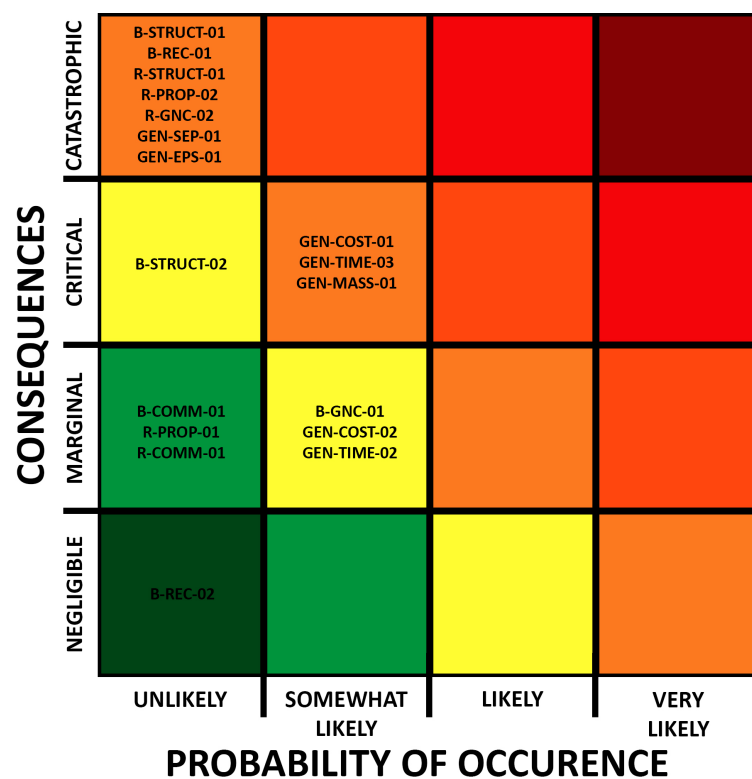 CONSEQUENCES
CATASTROPHIC
B-STRUCT-01
B-REC-01
R-STRUCT-01
R-PROP-02
R-GNC-02
GEN-SEP-01
GEN-EPS-01
CRITICAL
B-STRUCT-02
GEN-COST-01
GEN-TIME-03
GEN-MASS-01
MARGINAL
B-COMM-01
R-PROP-01
R-COMM-01
B-GNC-01
GEN-COST-02
GEN-TIME-02
NEGLIGIBLE
B-REC-02
UNLIKELY
SOMEWHAT
LIKELY
LIKELY
VERY
LIKELY
PROBABILITY OF OCCURENCE